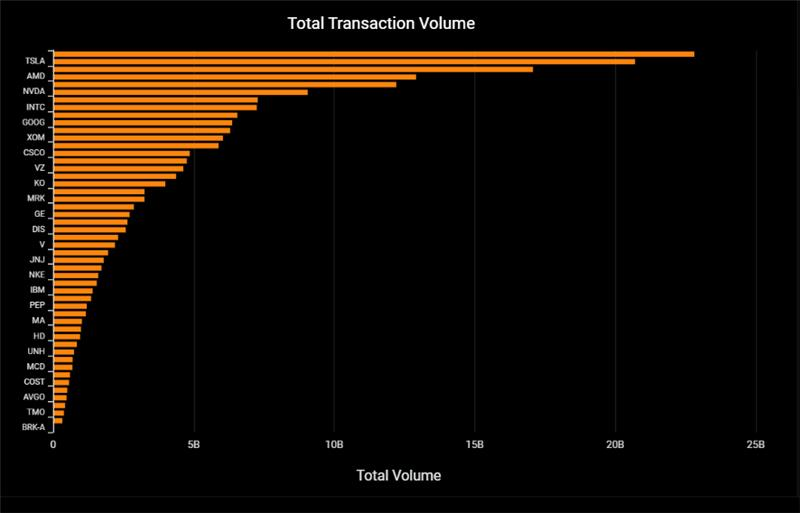 Total Transaction Volume
TSLA
AMD
NVDA
INTC
GOOG
XOM
CSCO
VZ
KO
MRK
GE
DIS
V
JNJ
NKE
IBM
PEP
MA
HD
UNH
MCD
COST
AVGO
TMO
BRK-A
0 5B 10B 15B 20B 25B
Total Volume